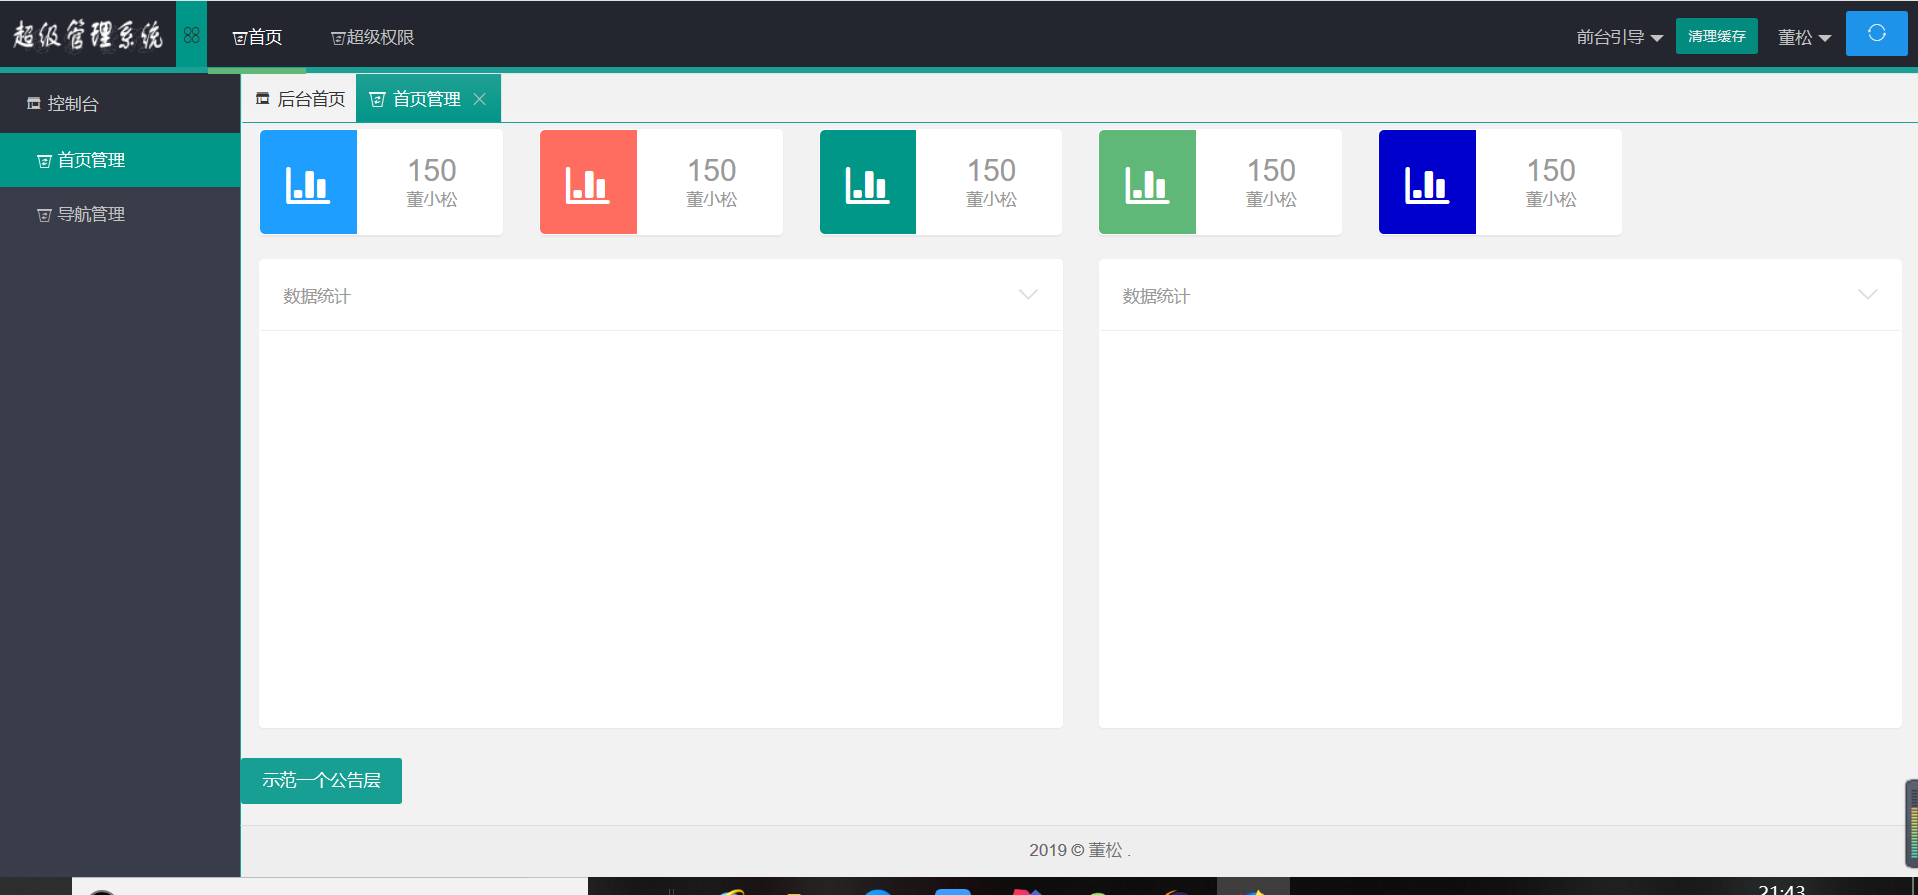 超级管理系统 首页 超级权限 前台引导 清理缓存 董松
控制台
首页管理
导航管理
后台首页 首页管理
150 150 150 150 150
董小松 董小松 董小松 董小松 董小松
数据统计 数据统计
示范一个公告层
2019 © 董松 .
21:43